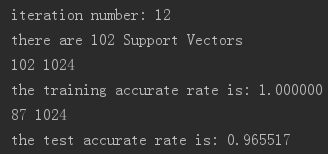 iteration number: 12
there are 102 Support Vectors
102 1024
the training accurate rate is: 1.000000
87 1024
the test accurate rate is: 0.965517